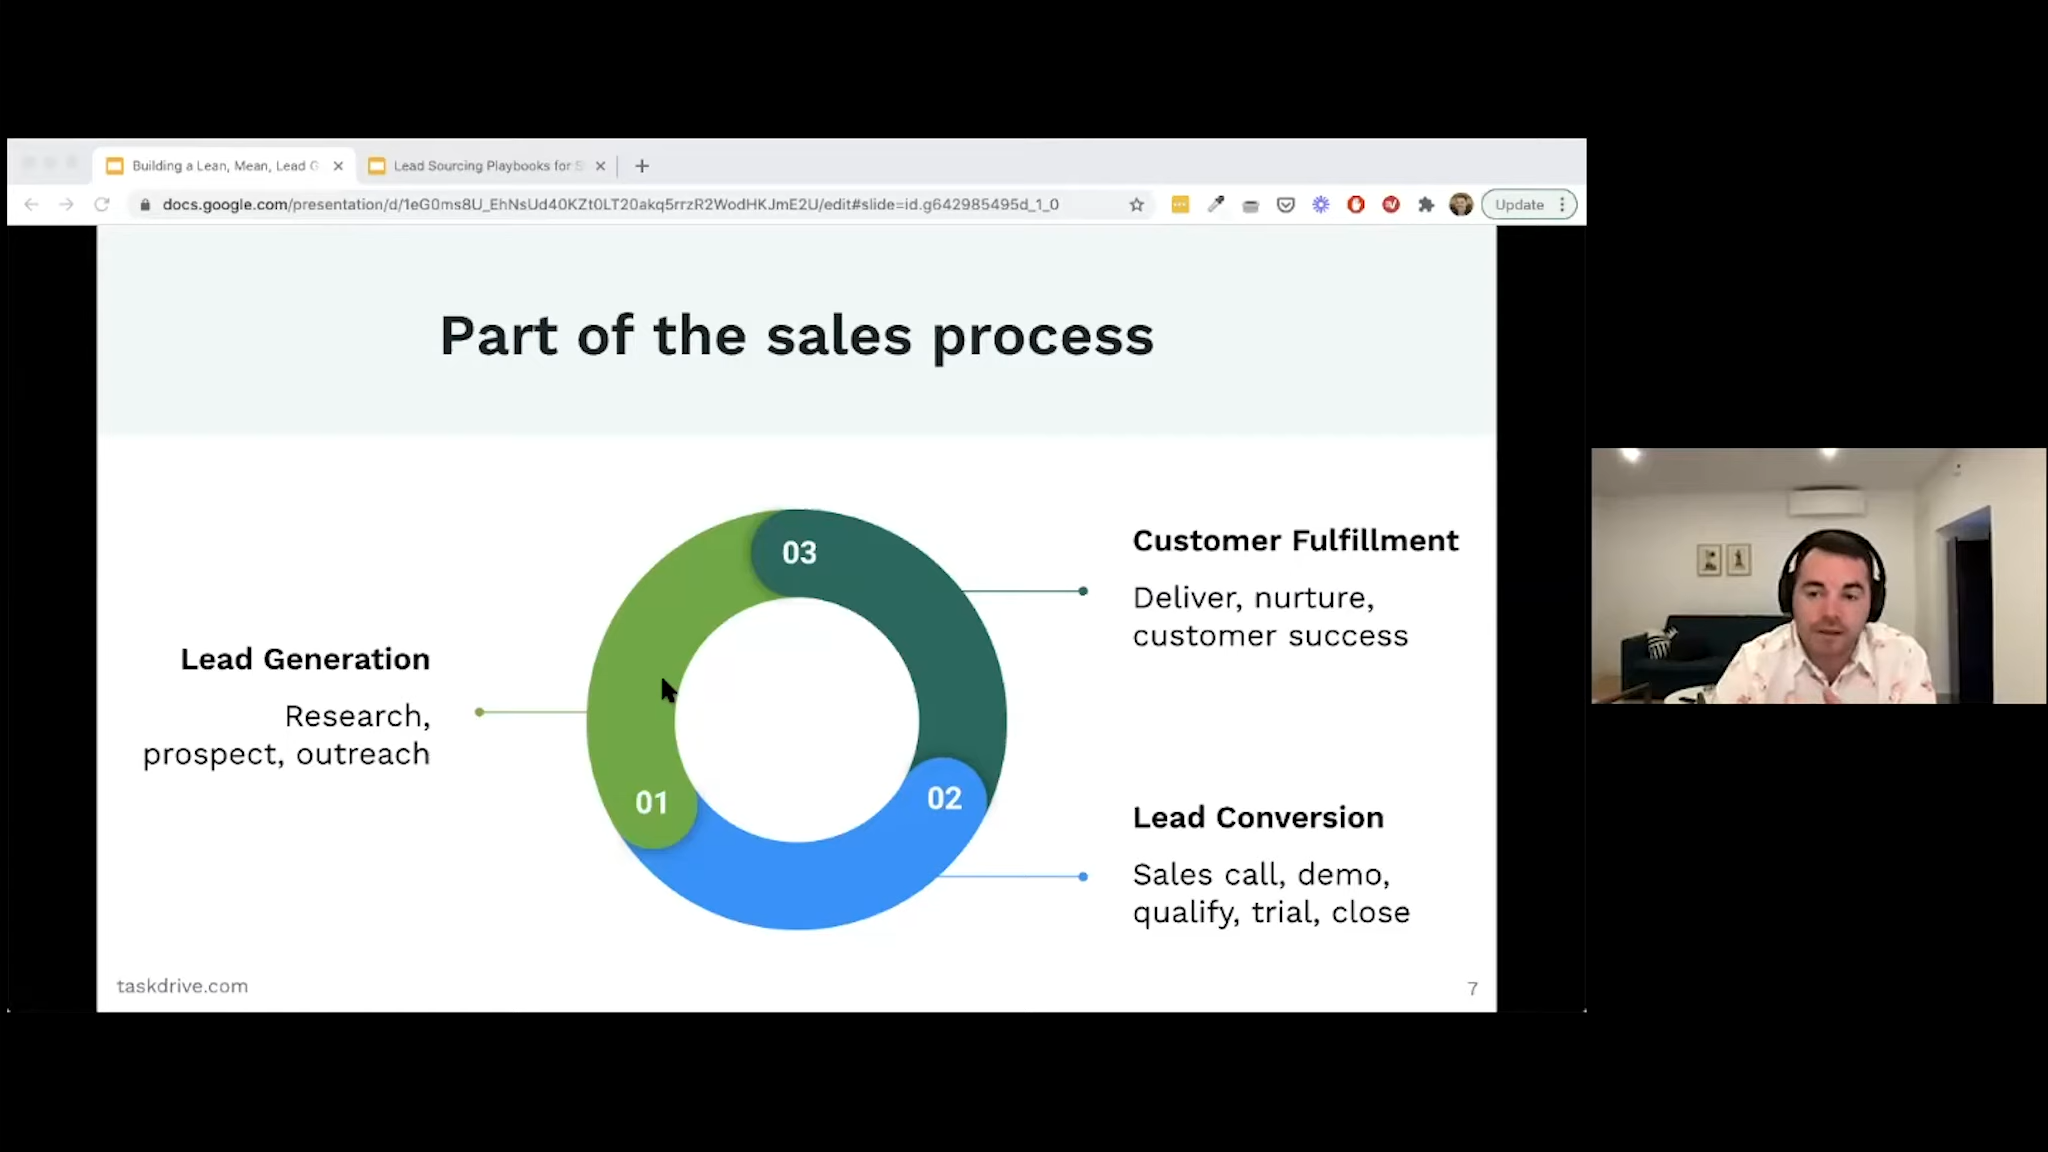 Building a Lean, Mean, Lead G
Lead Sourcing Playbooks for S
docs.google.com/presentation/d/1eG0ms8U_EhNsUd40KZt0LT20akq5rrzR2WodHKJmE2U/edit#slide=id.g642985495d_1_0
Update
Part of the sales process
03
Customer Fulfillment
Deliver, nurture,
customer success
Lead Generation
Research,
prospect, outreach
01
02
Lead Conversion
Sales call, demo,
qualify, trial, close
taskdrive.com
7